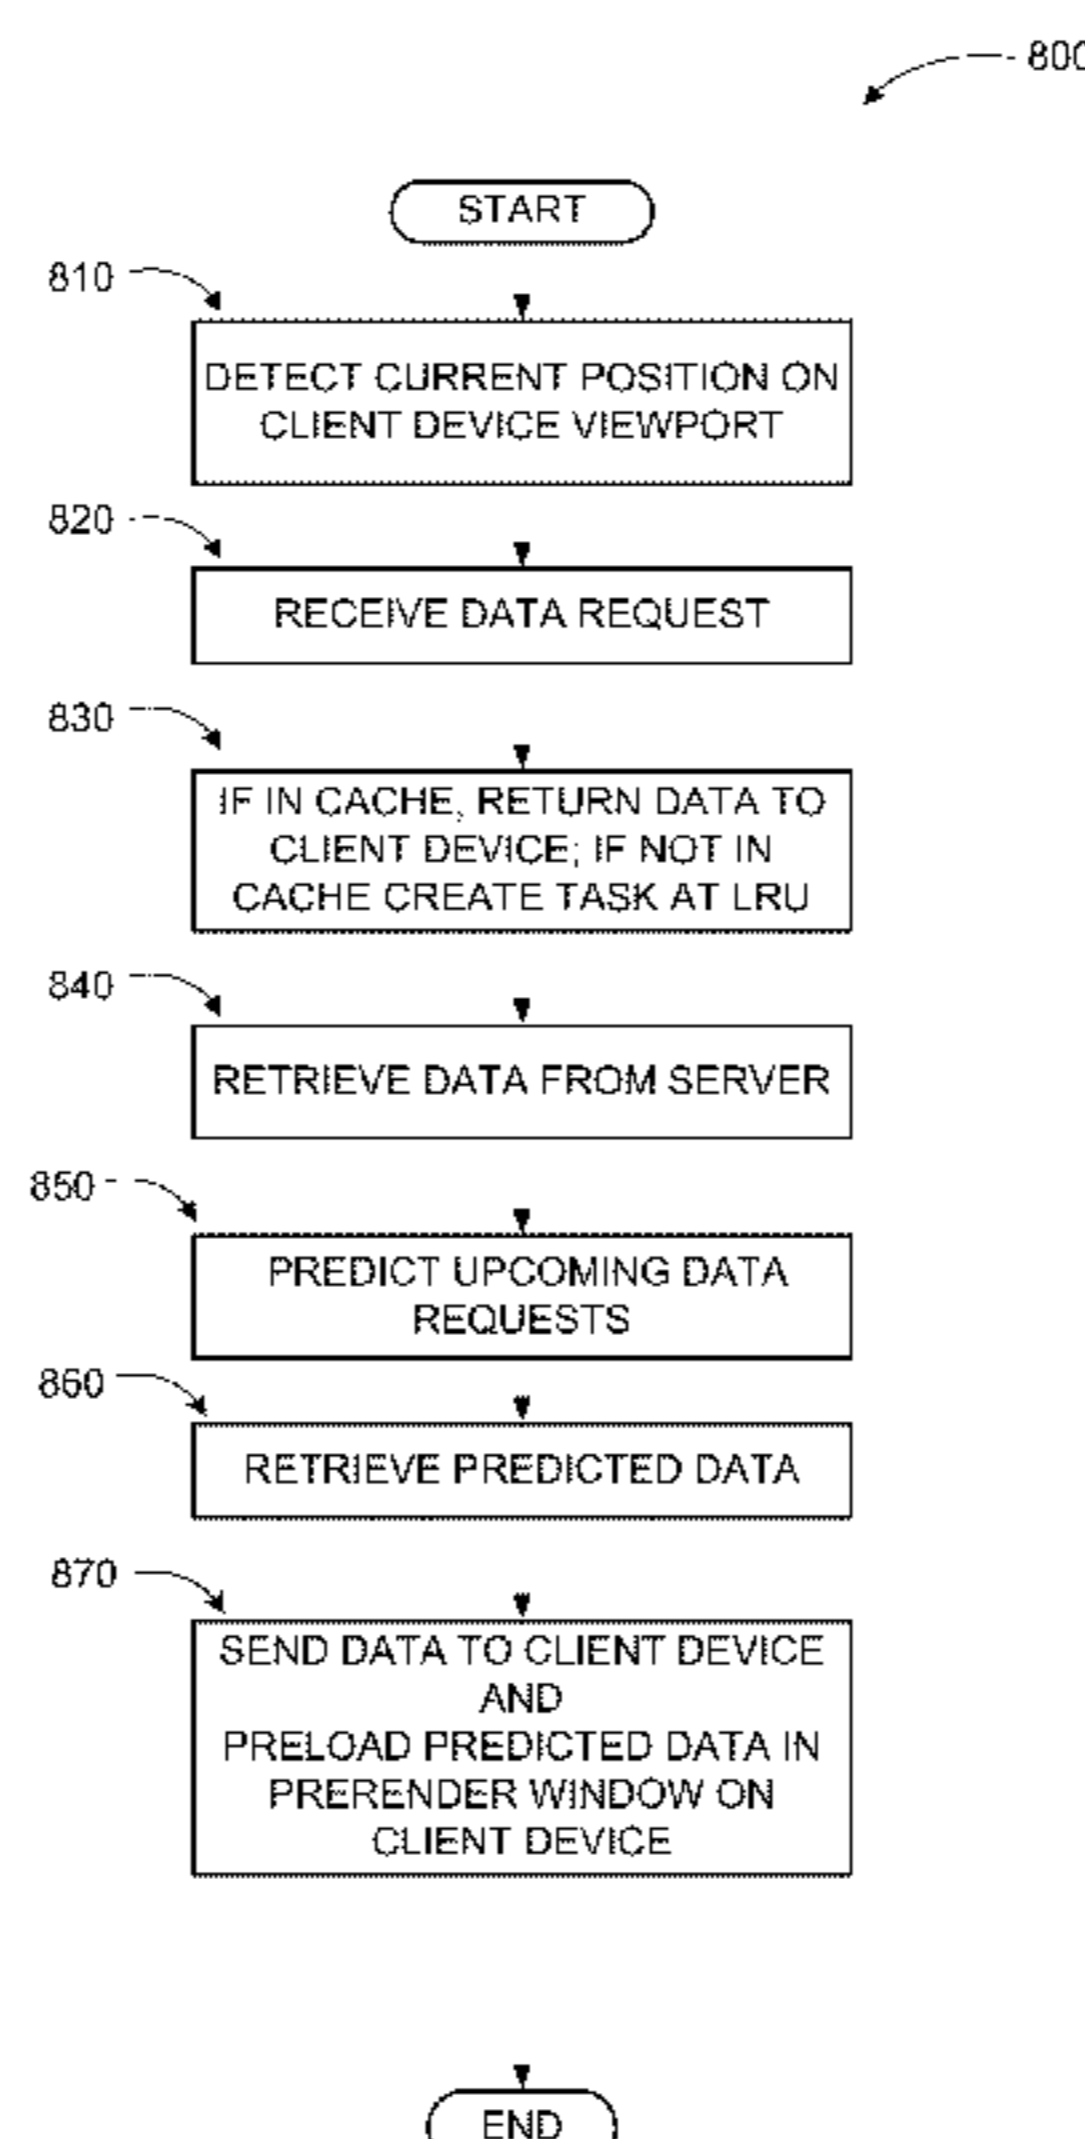 800
START
810
DETECT CURRENT POSITION ON
CLIENT DEVICE VIEWPORT
820
RECEIVE DATA REQUEST
830
IF IN CACHE, RETURN DATA TO
CLIENT DEVICE; IF NOT IN
CACHE CREATE TASK AT LRU
840
RETRIEVE DATA FROM SERVER
850
PREDICT UPCOMING DATA
REQUESTS
860
RETRIEVE PREDICTED DATA
870
SEND DATA TO CLIENT DEVICE
AND
PRELOAD PREDICTED DATA IN
PRERENDER WINDOW ON
CLIENT DEVICE
END